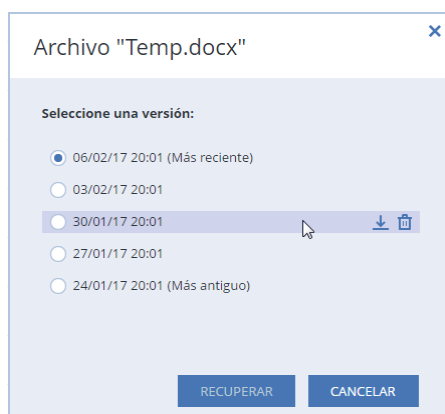 Archivo "Temp.docx"
Seleccione una versión:
06/02/17 20:01 (Más reciente)
03/02/17 20:01
30/01/17 20:01
27/01/17 20:01
24/01/17 20:01 (Más antiguo)
RECUPERAR CANCELAR